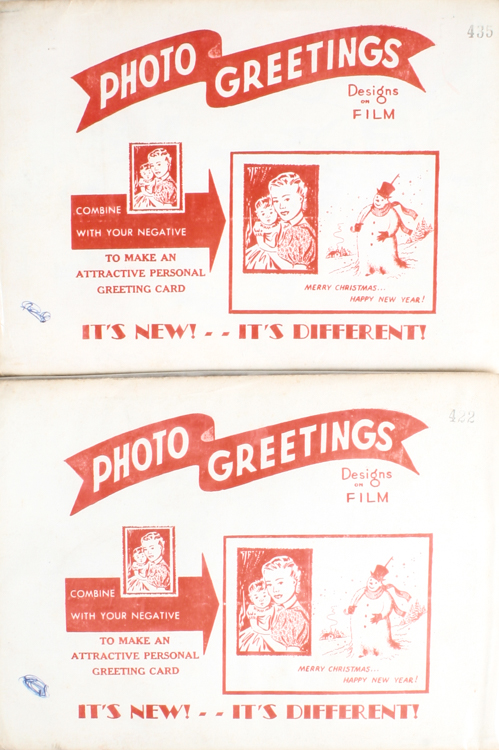 435
PHOTO GREETINGS
Designs
ON
FILM
COMBINE
WITH YOUR NEGATIVE
TO MAKE AN
ATTRACTIVE PERSONAL
GREETING CARD
MERRY CHRISTMAS...
HAPPY NEW YEAR!
IT'S NEW! - - IT'S DIFFERENT!
422
PHOTO GREETINGS
Designs
ON
FILM
COMBINE
WITH YOUR NEGATIVE
TO MAKE AN
ATTRACTIVE PERSONAL
GREETING CARD
MERRY CHRISTMAS...
HAPPY NEW YEAR!
IT'S NEW! - - IT'S DIFFERENT!